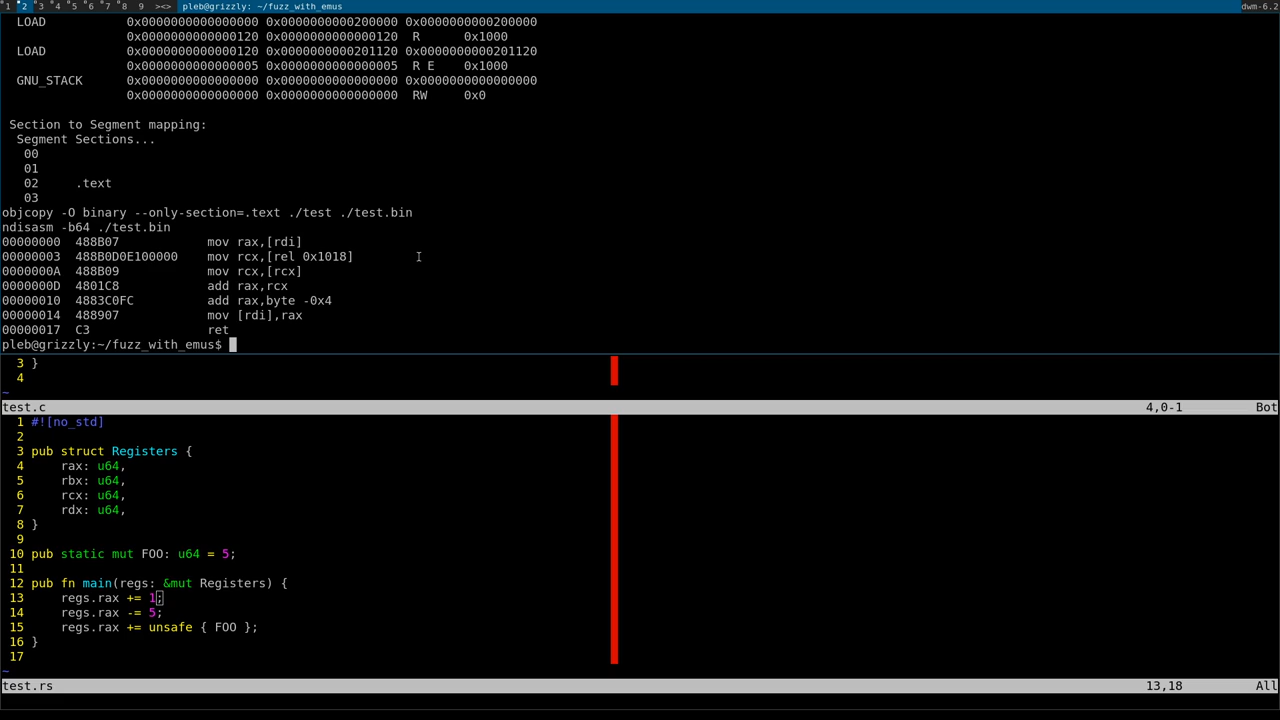 1 2 3 4 5 6 7 8 9 ><> pleb@grizzly: ~/fuzz_with_emus dwm-6.2
LOAD 0x0000000000000000 0x0000000000200000 0x0000000000200000
0x0000000000000120 0x0000000000000120 R 0x1000
LOAD 0x0000000000000120 0x0000000000201120 0x0000000000201120
0x0000000000000005 0x0000000000000005 R E 0x1000
GNU_STACK 0x0000000000000000 0x0000000000000000 0x0000000000000000
0x0000000000000000 0x0000000000000000 RW 0x0
Section to Segment mapping:
Segment Sections...
00
01
02 .text
03
objcopy -O binary --only-section=.text ./test ./test.bin
ndisasm -b64 ./test.bin
00000000 488B07 mov rax,[rdi]
00000003 488B0D0E100000 mov rcx,[rel 0x1018]
0000000A 488B09 mov rcx,[rcx]
0000000D 4801C8 add rax,rcx
00000010 4883C0FC add rax,byte -0x4
00000014 488907 mov [rdi],rax
00000017 C3 ret
pleb@grizzly:~/fuzz_with_emus$
3 }
4
~
test.c 4,0-1 Bot
1 #![no_std]
2
3 pub struct Registers {
4 rax: u64,
5 rbx: u64,
6 rcx: u64,
7 rdx: u64,
8 }
9
10 pub static mut FOO: u64 = 5;
11
12 pub fn main(regs: &mut Registers) {
13 regs.rax += 1;
14 regs.rax -= 5;
15 regs.rax += unsafe { FOO };
16 }
17
~
test.rs 13,18 All